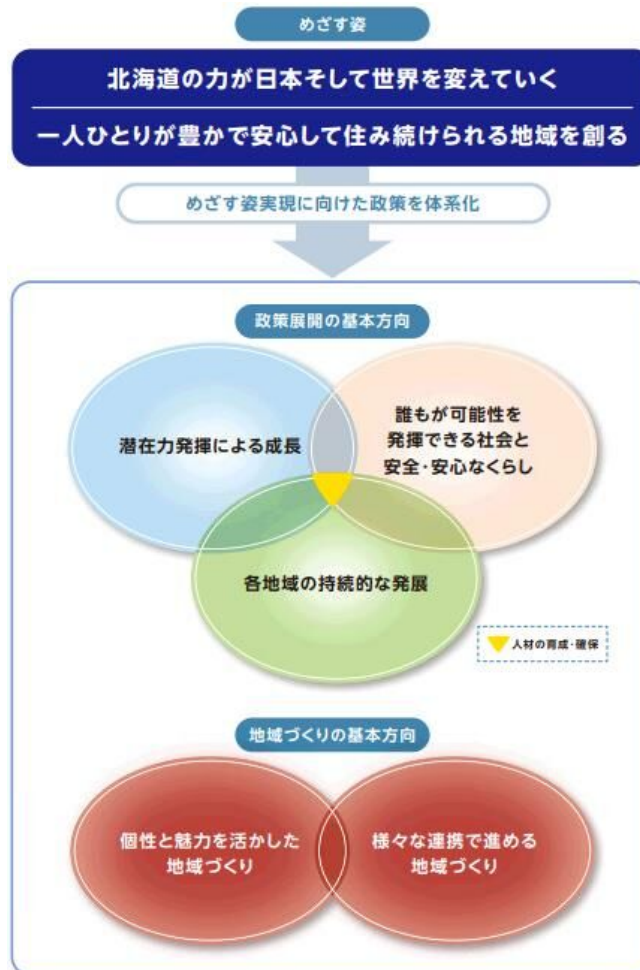 めざす姿
北海道の力が日本そして世界を変えていく
一人ひとりが豊かで安心して住み続けられる地域を創る
めざす姿実現に向けた政策を体系化
政策展開の基本方向
潜在力発揮による成長
誰もが可能性を
発揮できる社会と
安全・安心なくらし
各地域の持続的な発展
人材の育成・確保
地域づくりの基本方向
個性と魅力を活かした
地域づくり
様々な連携で進める
地域づくり